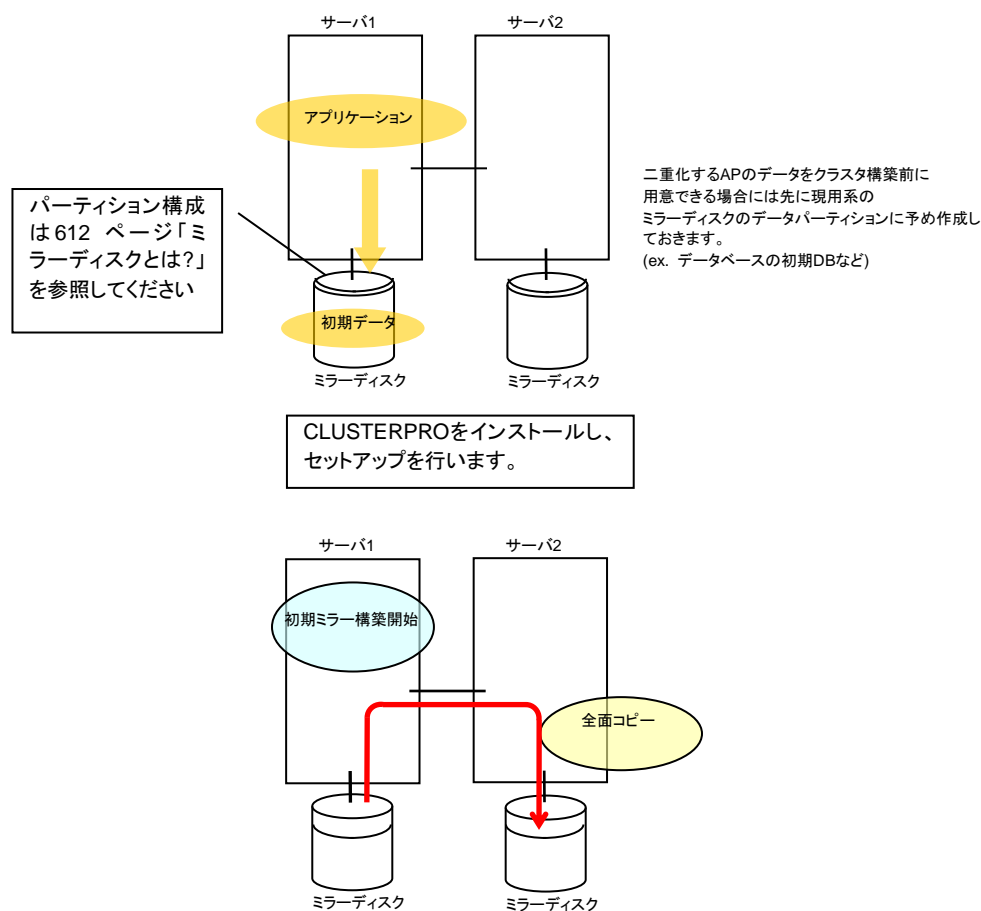 サーバ1
サーバ2
アプリケーション
二重化するAPのデータをクラスタ構築前に
用意できる場合には先に現用系の
ミラーディスクのデータパーティションに予め作成し
ておきます。
(ex. データベースの初期DBなど)
パーティション構成
は 612 ページ「ミ
ラーディスクとは?」
を参照してください
初期データ
ミラーディスク
ミラーディスク
CLUSTERPROをインストールし、
セットアップを行います。
サーバ1
サーバ2
初期ミラー構築開始
全面コピー
ミラーディスク
ミラーディスク